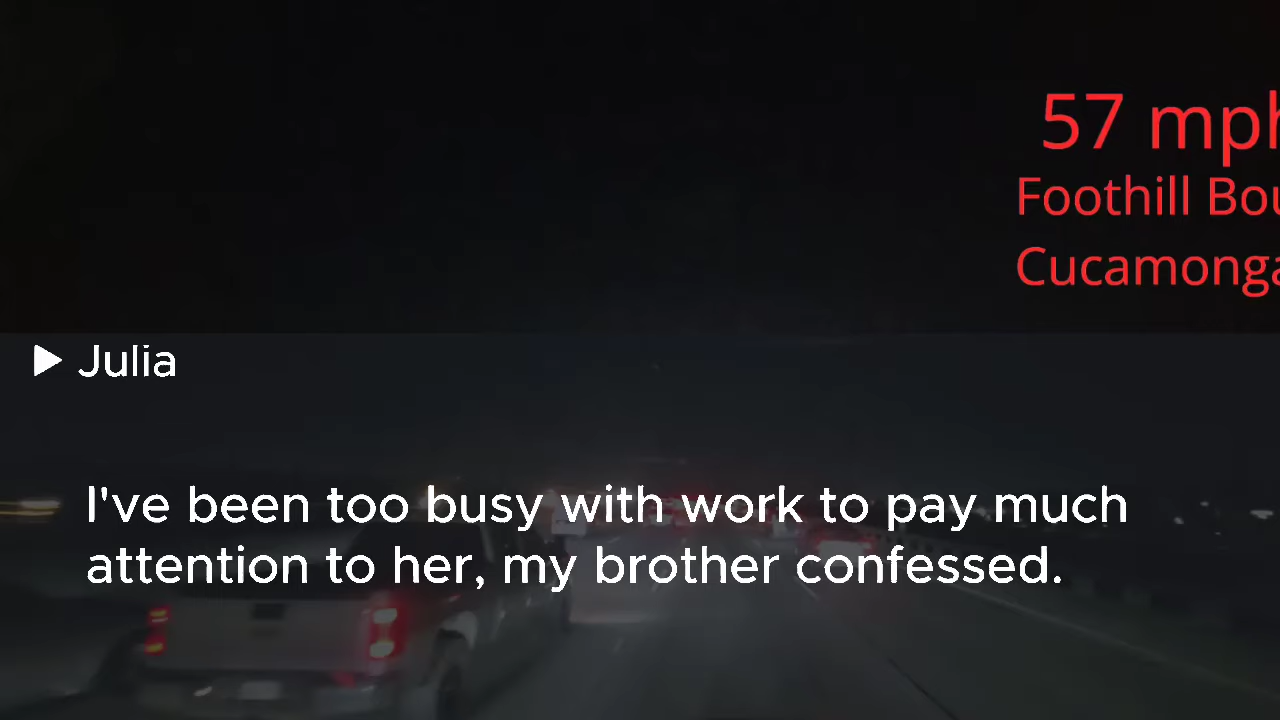 57 mph
Foothill Bou
Cucamonga
▶ Julia
I've been too busy with work to pay much
attention to her, my brother confessed.